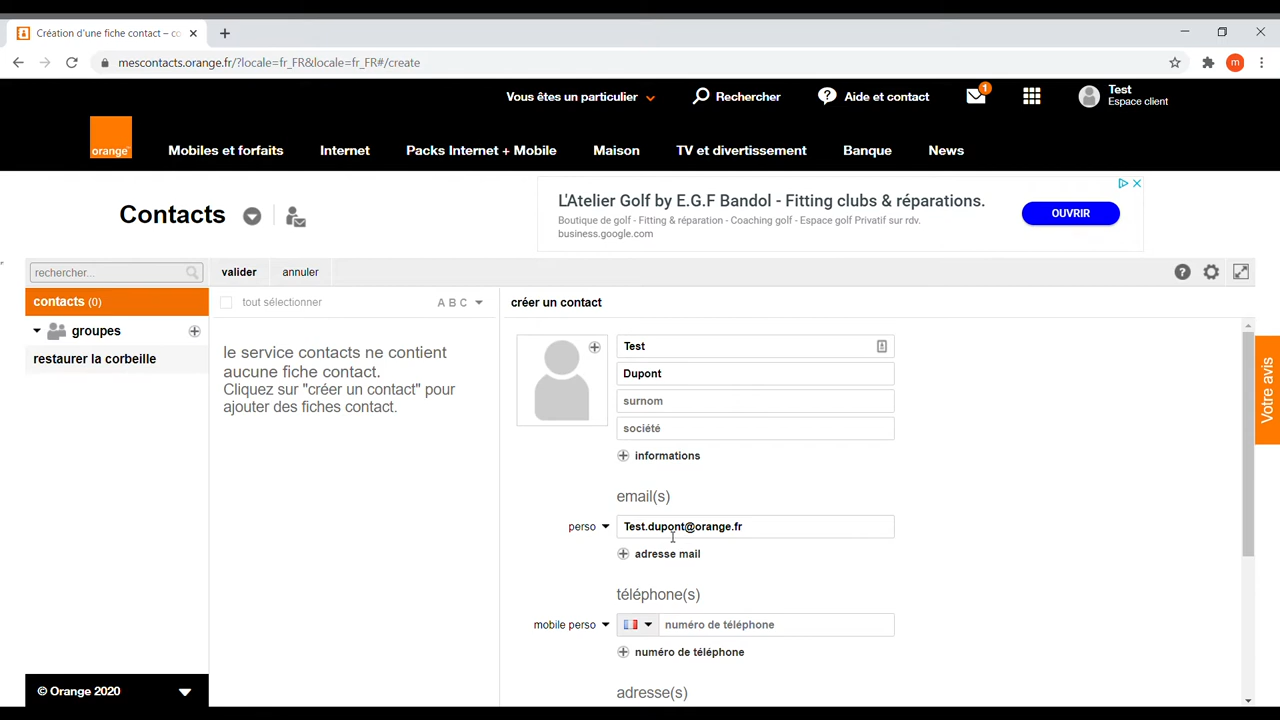 Création d'une fiche contact – co
mescontacts.orange.fr/?locale=fr_FR&locale=fr_FR#/create
m
Vous êtes un particulier
Rechercher
Aide et contact
1
Test
Espace client
orange™
Mobiles et forfaits
Internet
Packs Internet + Mobile
Maison
TV et divertissement
Banque
News
Contacts
L'Atelier Golf by E.G.F Bandol - Fitting clubs & réparations.
Boutique de golf - Fitting & réparation - Coaching golf - Espace golf Privatif sur rdv.
business.google.com
OUVRIR
rechercher...
valider
annuler
contacts (0)
groupes
restaurer la corbeille
tout sélectionner
A B C
le service contacts ne contient
aucune fiche contact.
Cliquez sur "créer un contact" pour
ajouter des fiches contact.
créer un contact
Test
Dupont
surnom
société
informations
email(s)
perso
Test.dupont@orange.fr
adresse mail
téléphone(s)
mobile perso
numéro de téléphone
numéro de téléphone
adresse(s)
Votre avis
© Orange 2020